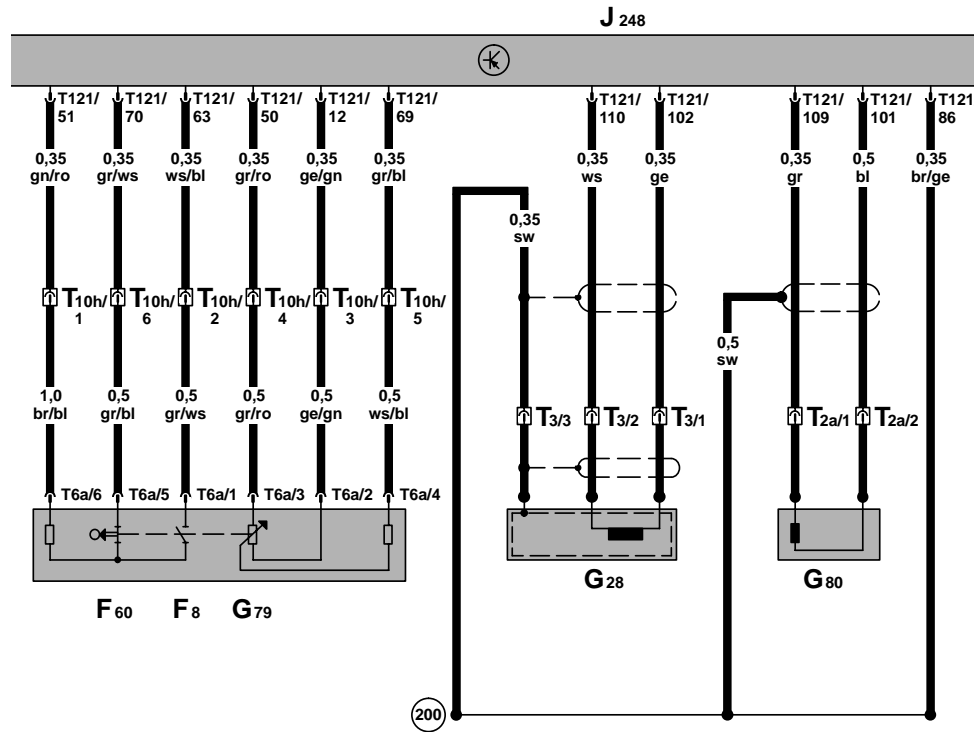 J 248
T121/ T121/ T121/ T121/ T121/ T121/ T121/ T121/ T121/ T121/ T121
51 70 63 50 12 69 110 102 109 101 86
0,35 0,35 0,35 0,35 0,35 0,35 0,35 0,35 0,35 0,5 0,35
gn/ro gr/ws ws/bl gr/ro ge/gn gr/bl ws ge gr bl br/ge
0,35
sw
T10h/ T10h/ T10h/ T10h/ T10h/ T10h/
1 6 2 4 3 5
0,5
sw
1,0 0,5 0,5 0,5 0,5 0,5
br/bl gr/bl gr/ws gr/ro ge/gn ws/bl
T3/3 T3/2 T3/1 T2a/1 T2a/2
T6a/6 T6a/5 T6a/1 T6a/3 T6a/2 T6a/4
G28 G80
F60 F8 G79
200